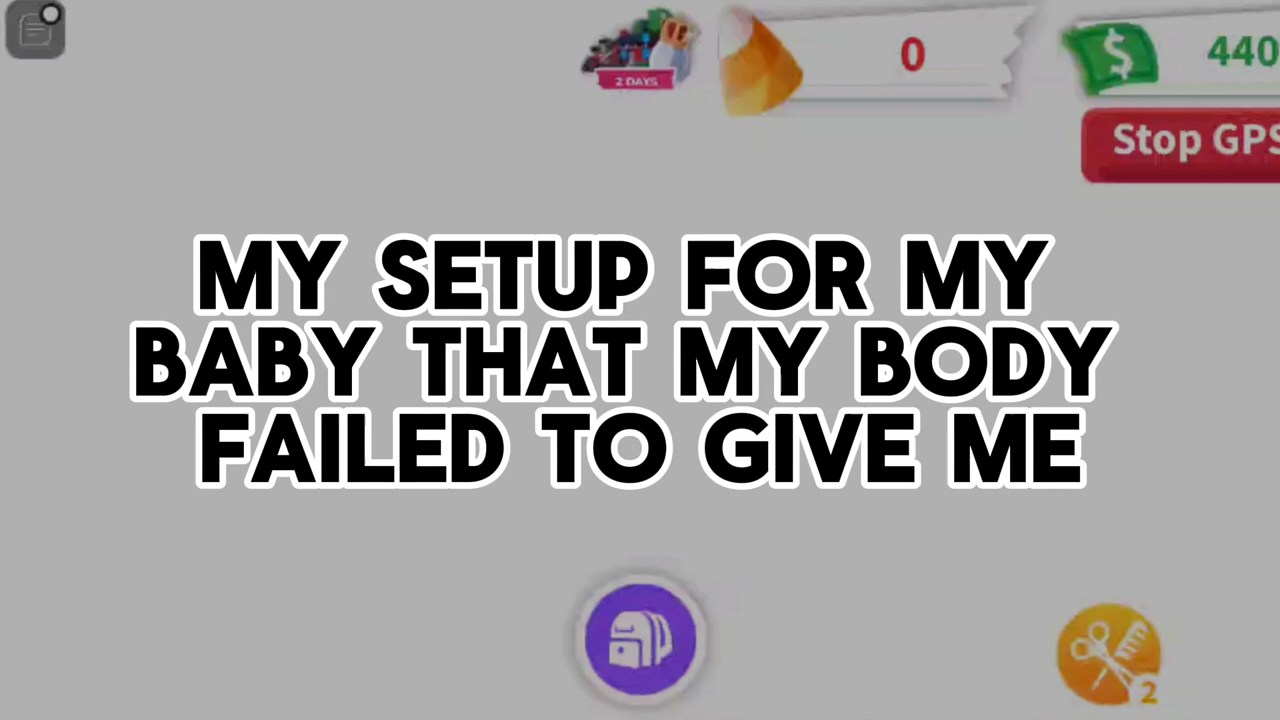 2 DAYS
0
440
Stop GPS
MY SETUP FOR MY
BABY THAT MY BODY
FAILED TO GIVE ME
2